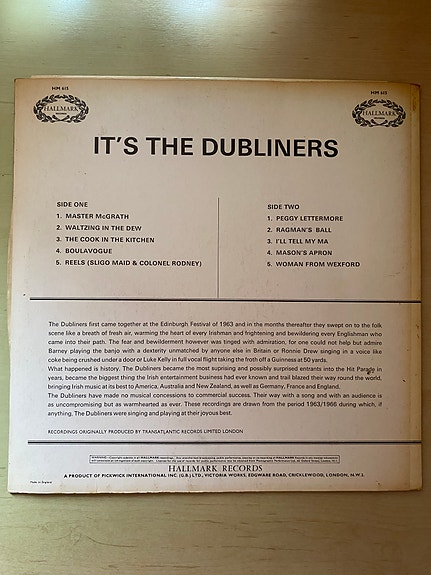 HM 615
HM 615
HALLMARK
RECORDS
HALLMARK
RECORDS
IT'S THE DUBLINERS
SIDE ONE
1. MASTER McGRATH
2. WALTZING IN THE DEW
3. THE COOK IN THE KITCHEN
4. BOULAVOGUE
5. REELS (SLIGO MAID & COLONEL RODNEY)
SIDE TWO
1. PEGGY LETTERMORE
2. RAGMAN'S BALL
3. I'LL TELL MY MA
4. MASON'S APRON
5. WOMAN FROM WEXFORD
The Dubliners first came together at the Edinburgh Festival of 1963 and in the months thereafter they swept on to the folk
scene like a breath of fresh air, warming the heart of every Irishman and frightening and bewildering every Englishman who
came into their path. The fear and bewilderment however was tinged with admiration, for one could not help but admire
Barney playing the banjo with a dexterity unmatched by anyone else in Britain or Ronnie Drew singing in a voice like
coke being crushed under a door or Luke Kelly in full vocal flight taking the froth off a Guinness at 50 yards.
What happened is history. The Dubliners became the most suprising and possibly surprised entrants into the Hit Parade in
years, became the biggest thing the Irish entertainment business had ever known and trail blazed their way round the world,
bringing Irish music at its best to America, Australia and New Zealand, as well as Germany, France and England.
The Dubliners have made no musical concessions to commercial success. Their way with a song and with an audience is
as uncompromising but as warmhearted as ever. These recordings are drawn from the period 1963/1966 during which, if
anything, The Dubliners were singing and playing at their joyous best.
RECORDINGS ORIGINALLY PRODUCED BY TRANSATLANTIC RECORDS LIMITED LONDON
HALLMARK RECORDS
A PRODUCT OF PICKWICK INTERNATIONAL INC. (G.B.) LTD., VICTORIA WORKS, EDGWARE ROAD, CRICKLEWOOD, LONDON, N.W.2.
Made in England